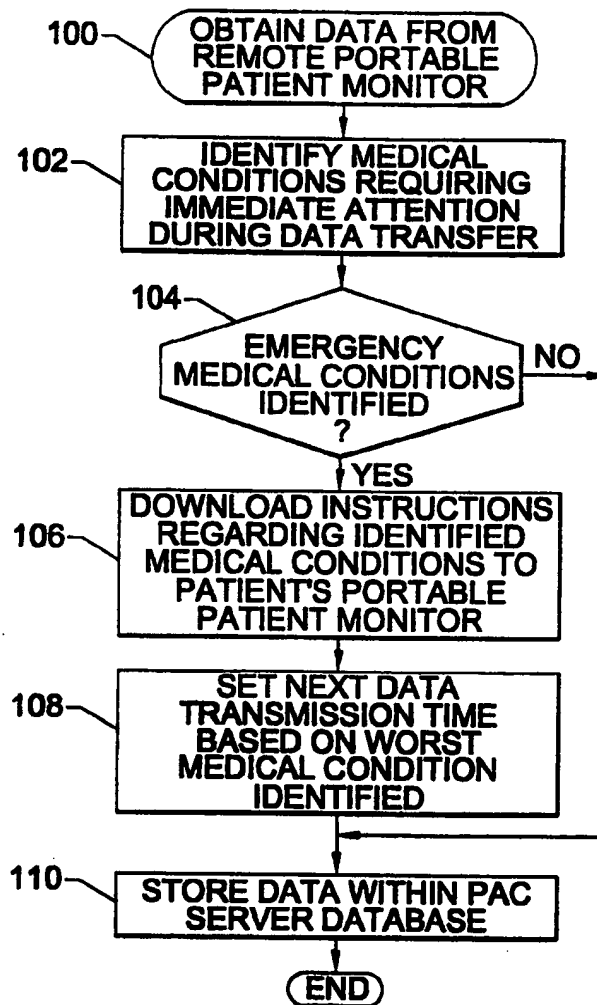 100
OBTAIN DATA FROM
REMOTE PORTABLE
PATIENT MONITOR
102
IDENTIFY MEDICAL
CONDITIONS REQUIRING
IMMEDIATE ATTENTION
DURING DATA TRANSFER
104
EMERGENCY
MEDICAL CONDITIONS
IDENTIFIED
?
NO
YES
106
DOWNLOAD INSTRUCTIONS
REGARDING IDENTIFIED
MEDICAL CONDITIONS TO
PATIENT'S PORTABLE
PATIENT MONITOR
108
SET NEXT DATA
TRANSMISSION TIME
BASED ON WORST
MEDICAL CONDITION
IDENTIFIED
110
STORE DATA WITHIN PAC
SERVER DATABASE
END